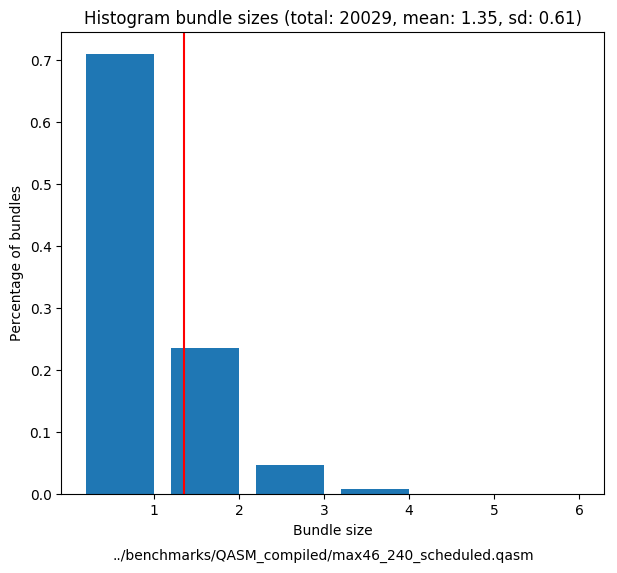 Histogram bundle sizes (total: 20029, mean: 1.35, sd: 0.61)
0.7
0.6
0.5
0.4
0.3
0.2
0.1
0.0
Percentage of bundles
1 2 3 4 5 6
Bundle size
../benchmarks/QASM_compiled/max46_240_scheduled.qasm